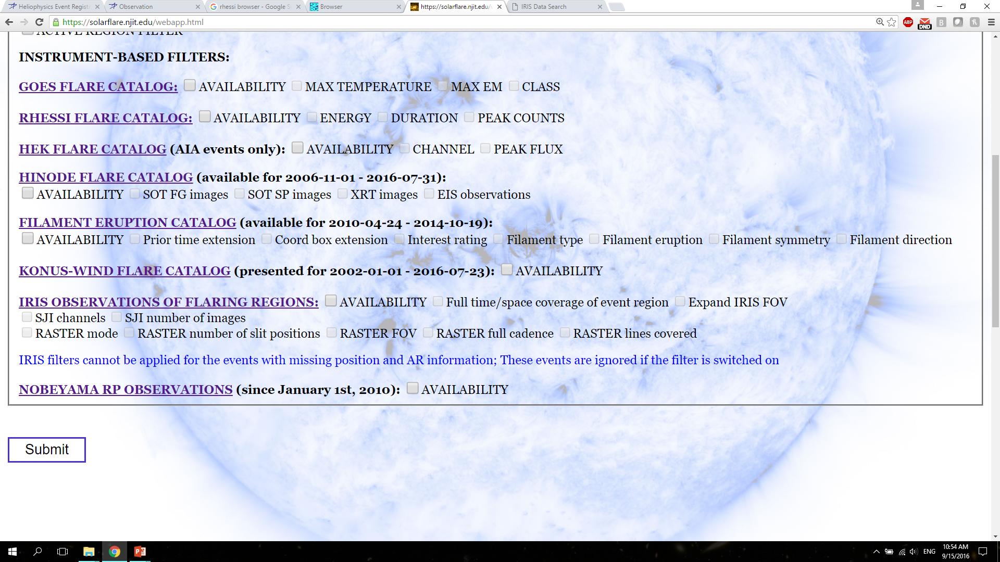 Heliophysics Event Registr
Observation
rhessi browser - Google S
Browser
https://solarflare.njit.edu/
IRIS Data Search
https://solarflare.njit.edu/webapp.html
ABP
DND
B
ACTIVE REGION FILTER
INSTRUMENT-BASED FILTERS:
GOES FLARE CATALOG: AVAILABILITY MAX TEMPERATURE MAX EM CLASS
RHESSI FLARE CATALOG: AVAILABILITY ENERGY DURATION PEAK COUNTS
HEK FLARE CATALOG (AIA events only): AVAILABILITY CHANNEL PEAK FLUX
HINODE FLARE CATALOG (available for 2006-11-01 - 2016-07-31):
AVAILABILITY SOT FG images SOT SP images XRT images EIS observations
FILAMENT ERUPTION CATALOG (available for 2010-04-24 - 2014-10-19):
AVAILABILITY Prior time extension Coord box extension Interest rating Filament type Filament eruption Filament symmetry Filament direction
KONUS-WIND FLARE CATALOG (presented for 2002-01-01 - 2016-07-23): AVAILABILITY
IRIS OBSERVATIONS OF FLARING REGIONS: AVAILABILITY Full time/space coverage of event region Expand IRIS FOV
SJI channels SJI number of images
RASTER mode RASTER number of slit positions RASTER FOV RASTER full cadence RASTER lines covered
IRIS filters cannot be applied for the events with missing position and AR information; These events are ignored if the filter is switched on
NOBEYAMA RP OBSERVATIONS (since January 1st, 2010): AVAILABILITY
Submit
ENG
10:54 AM
9/15/2016